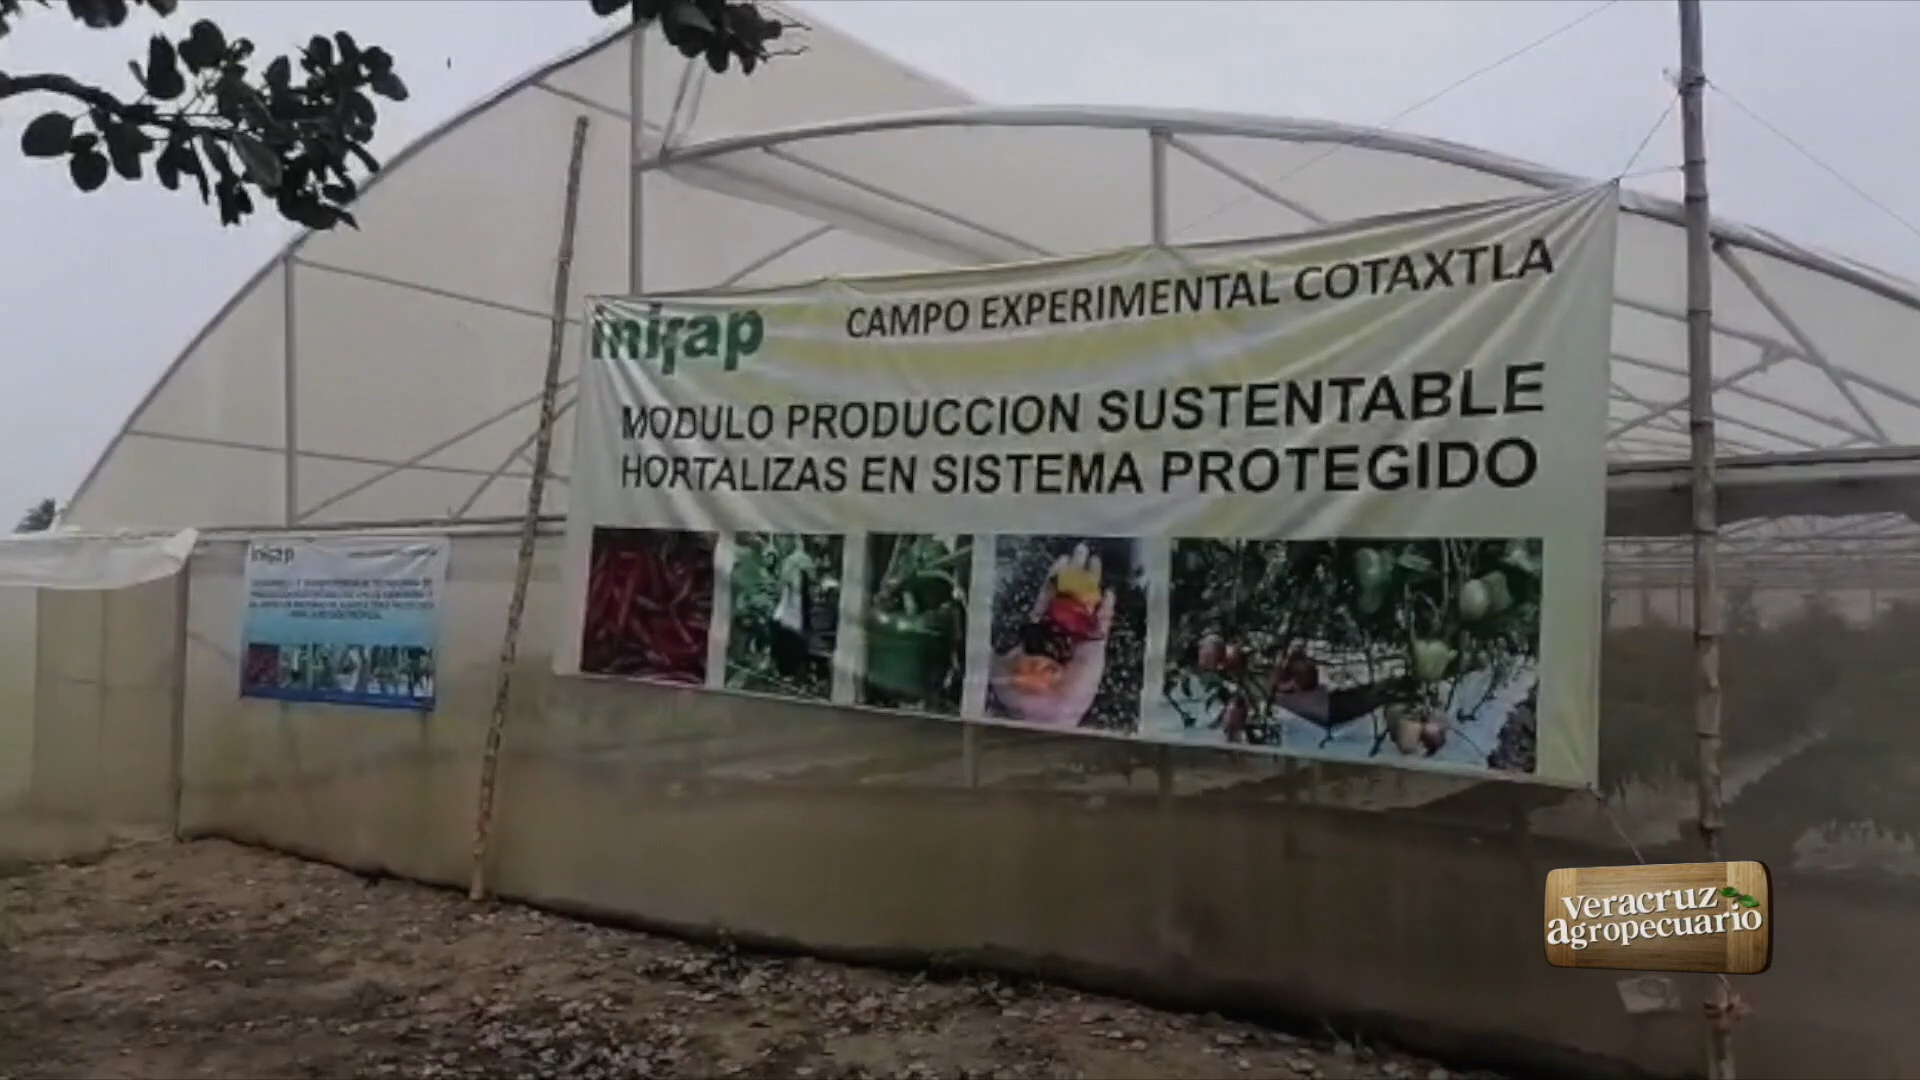 inifap
CAMPO EXPERIMENTAL COTAXTLA
MODULO PRODUCCION SUSTENTABLE
HORTALIZAS EN SISTEMA PROTEGIDO
inifap
veracruz
agropecuario